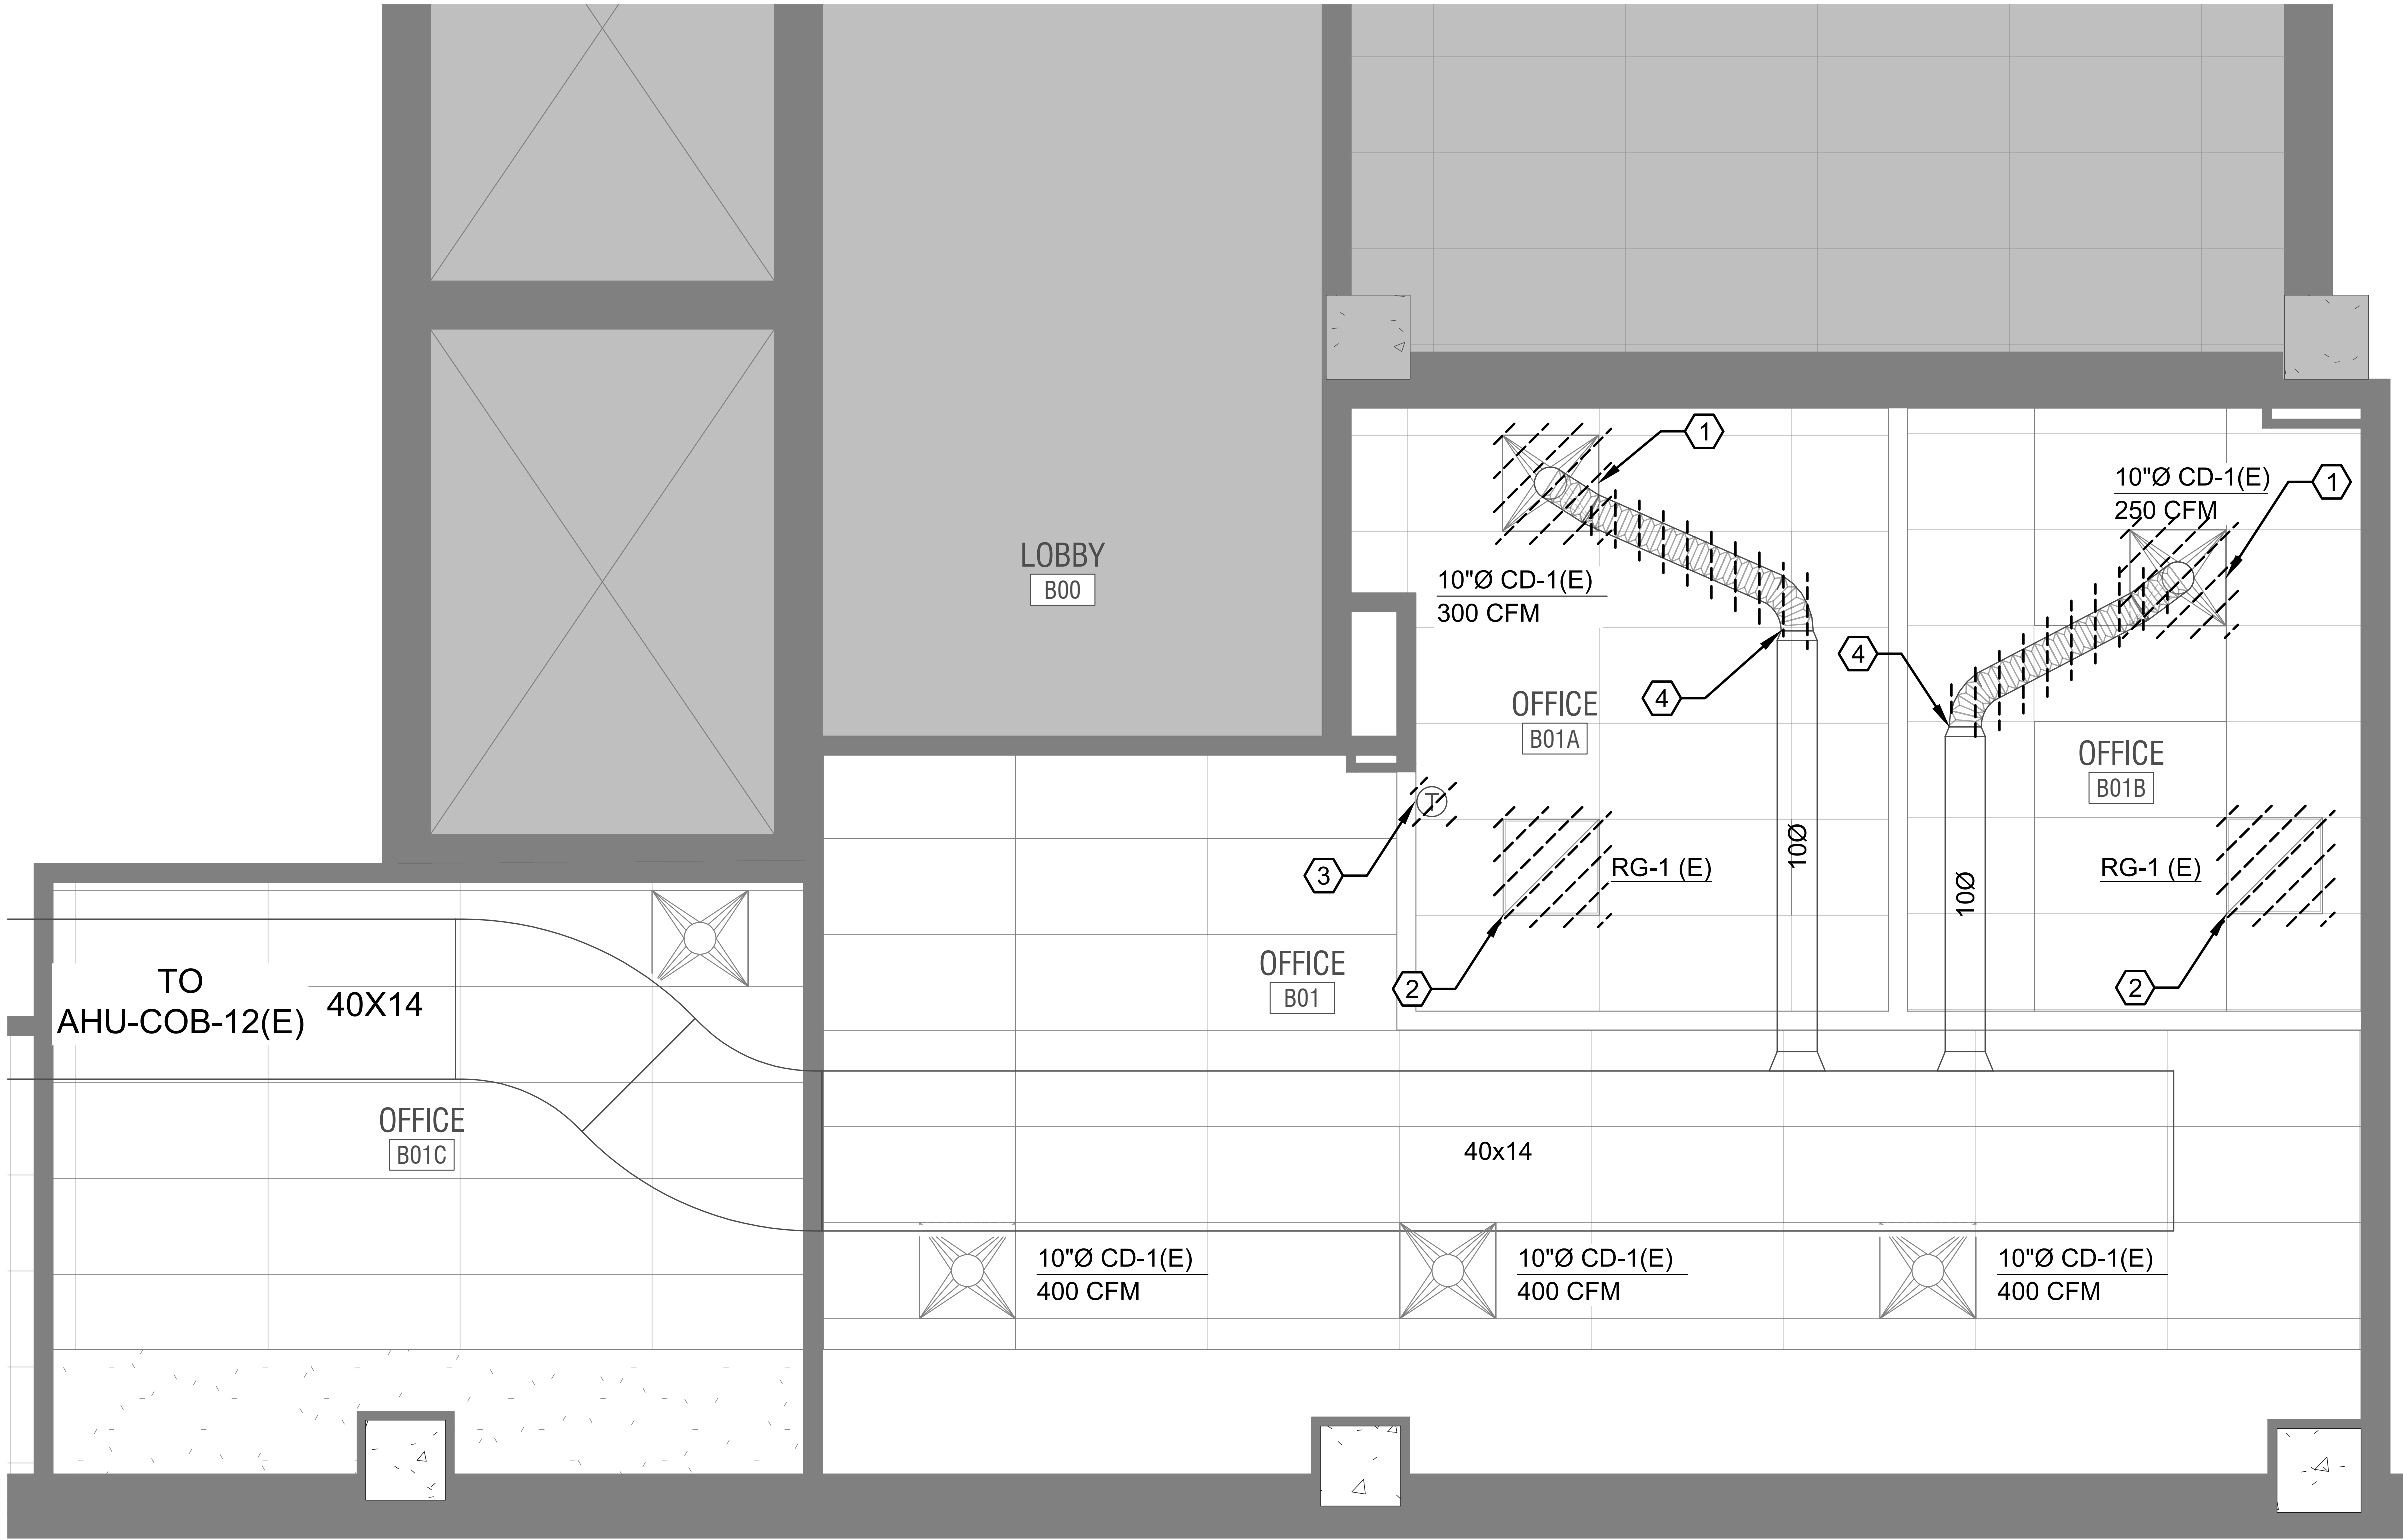 1
10"Ø CD-1(E)
250 CFM
1
LOBBY
B00
10"Ø CD-1(E)
300 CFM
4
4
OFFICE
B01A
OFFICE
B01B
T
3
RG-1 (E)
10Ø
10Ø
RG-1 (E)
2
2
OFFICE
B01
TO
AHU-COB-12(E)
40X14
OFFICE
B01C
40x14
10"Ø CD-1(E)
400 CFM
10"Ø CD-1(E)
400 CFM
10"Ø CD-1(E)
400 CFM